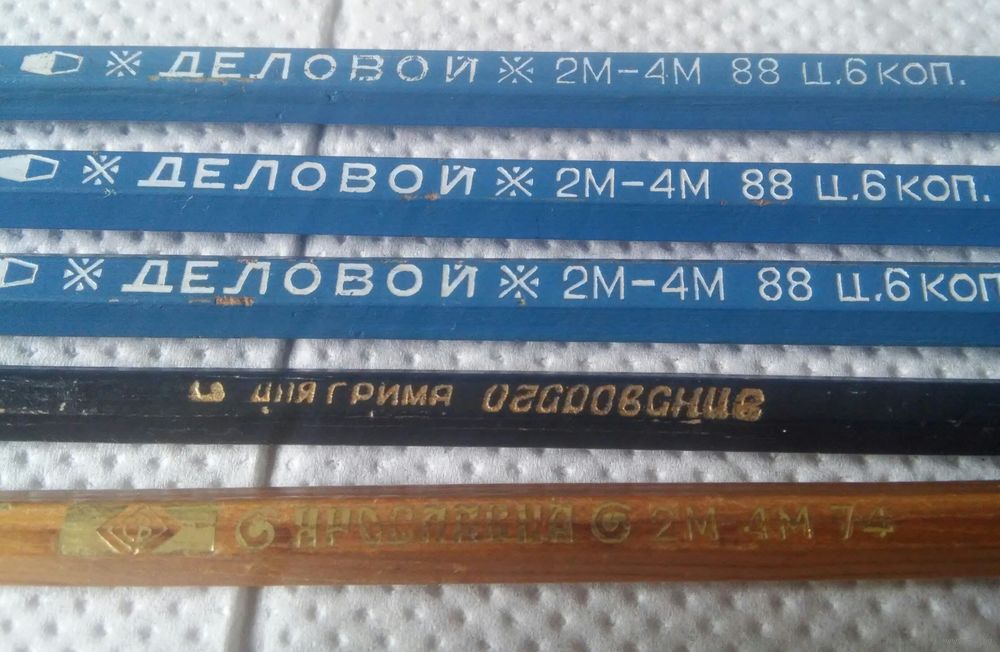 ※ ДЕЛОВОЙ ※ 2М-4М 88 Ц.6 КОП.
※ ДЕЛОВОЙ ※ 2М-4М 88 Ц.6 КОП.
※ ДЕЛОВОЙ ※ 2М-4М 88 Ц.6 КОП
ДЛЯ ГРИМА
ЯРОСЛАВНА 2М-4М 74